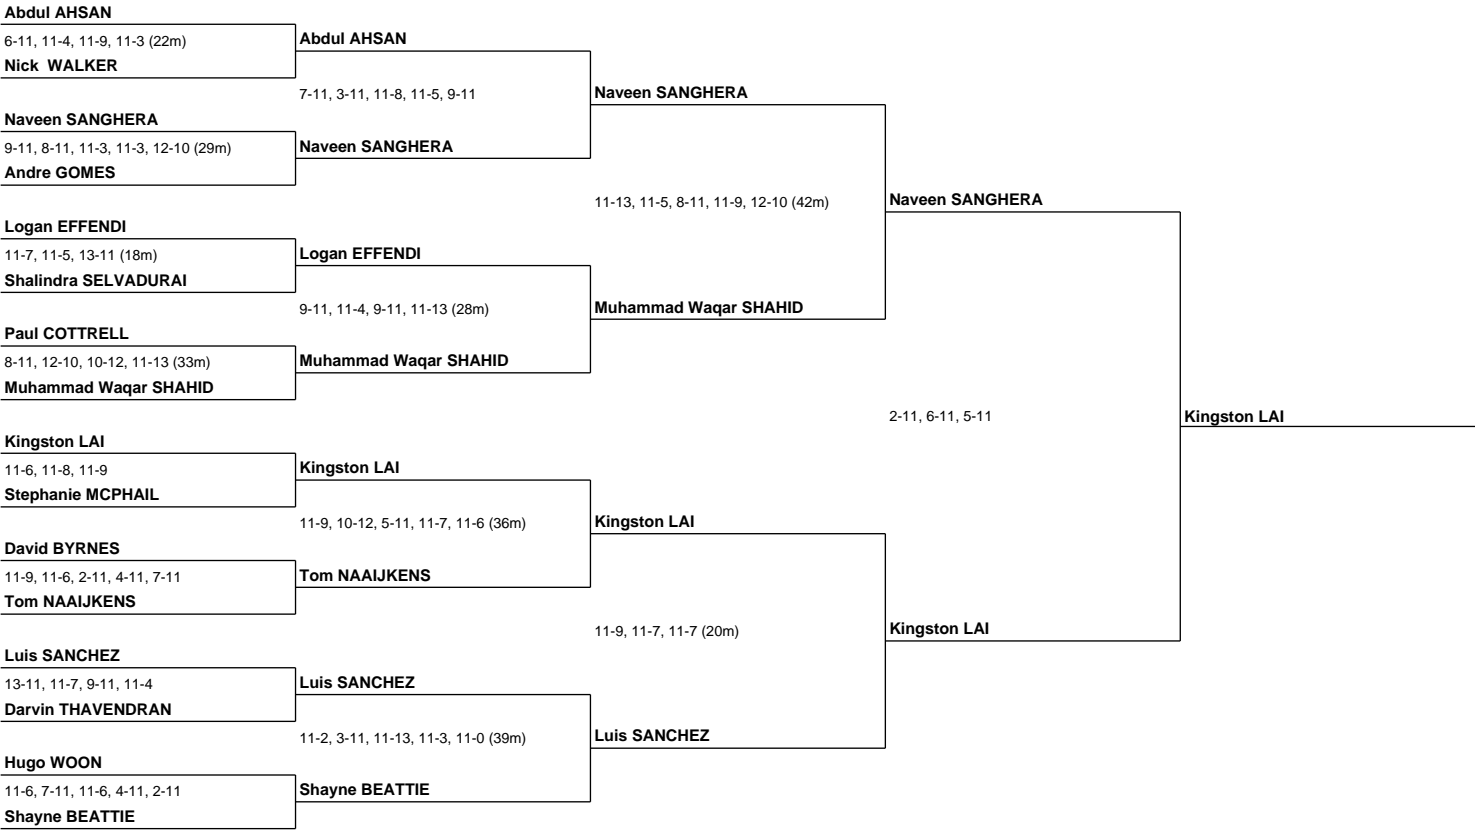 Abdul AHSAN
6-11, 11-4, 11-9, 11-3 (22m)
Nick  WALKER
Naveen SANGHERA
9-11, 8-11, 11-3, 11-3, 12-10 (29m)
Andre GOMES
Logan EFFENDI
11-7, 11-5, 13-11 (18m)
Shalindra SELVADURAI
Paul COTTRELL
8-11, 12-10, 10-12, 11-13 (33m)
Muhammad Waqar SHAHID
Kingston LAI
11-6, 11-8, 11-9
Stephanie MCPHAIL
David BYRNES
11-9, 11-6, 2-11, 4-11, 7-11
Tom NAAIJKENS
Luis SANCHEZ
13-11, 11-7, 9-11, 11-4
Darvin THAVENDRAN
Hugo WOON
11-6, 7-11, 11-6, 4-11, 2-11
Shayne BEATTIE
Abdul AHSAN
7-11, 3-11, 11-8, 11-5, 9-11
Naveen SANGHERA
Logan EFFENDI
9-11, 11-4, 9-11, 11-13 (28m)
Muhammad Waqar SHAHID
Kingston LAI
11-9, 10-12, 5-11, 11-7, 11-6 (36m)
Tom NAAIJKENS
Luis SANCHEZ
11-2, 3-11, 11-13, 11-3, 11-0 (39m)
Shayne BEATTIE
Naveen SANGHERA
11-13, 11-5, 8-11, 11-9, 12-10 (42m)
Muhammad Waqar SHAHID
Kingston LAI
11-9, 11-7, 11-7 (20m)
Luis SANCHEZ
Naveen SANGHERA
2-11, 6-11, 5-11
Kingston LAI
Kingston LAI